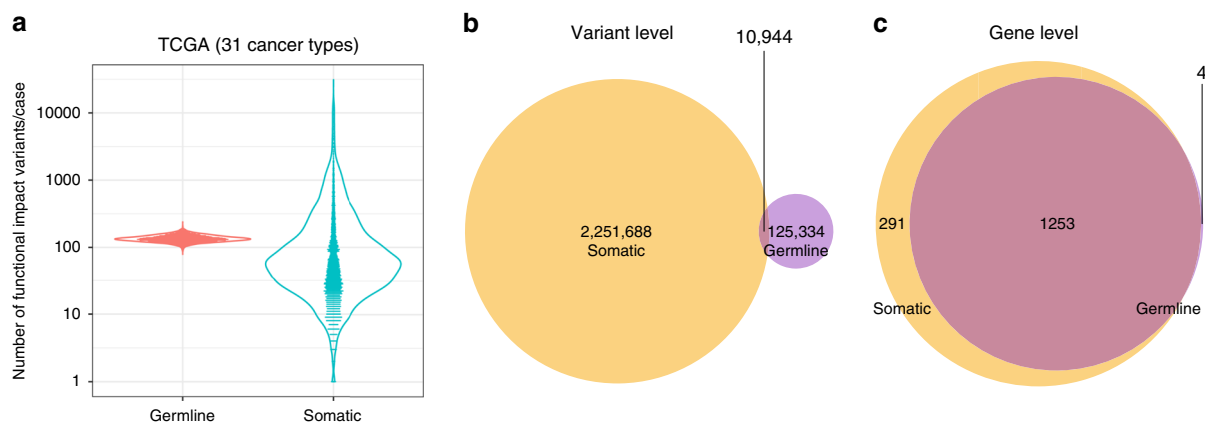 a
TCGA (31 cancer types)
Number of functional impact variants/case
10000
1000
100
10
1
Germline
Somatic
b
Variant level
10,944
2,251,688
Somatic
125,334
Germline
c
Gene level
4
291
1253
Somatic
Germline